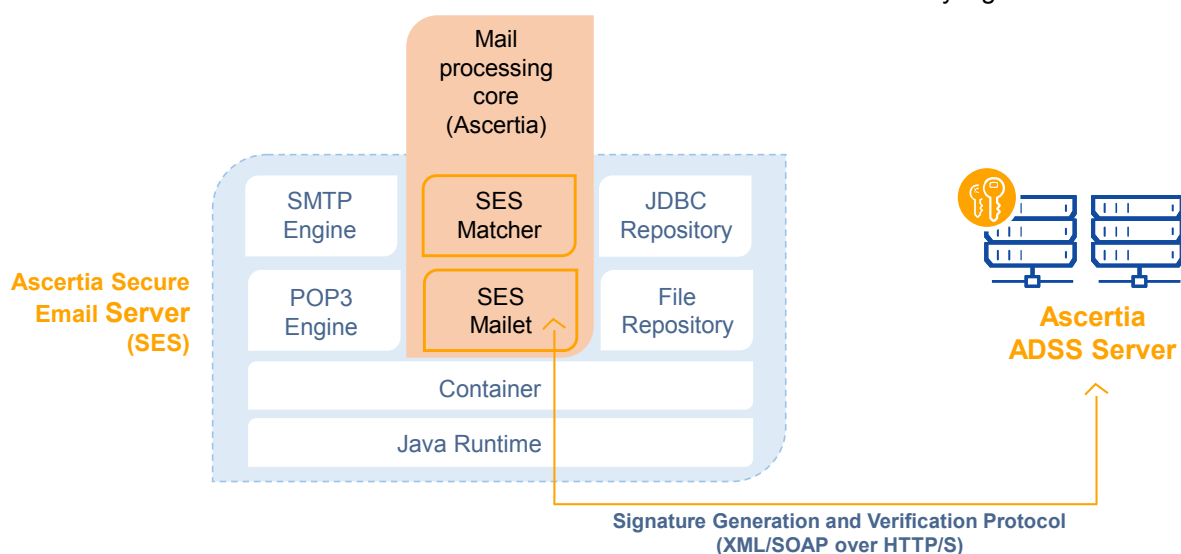 Mail
processing
core
(Ascertia)
SMTP
Engine
SES
Matcher
JDBC
Repository
Ascertia Secure
Email Server
(SES)
POP3
Engine
SES
Mailet
File
Repository
Ascertia
ADSS Server
Container
Java Runtime
Signature Generation and Verification Protocol
(XML/SOAP over HTTP/S)